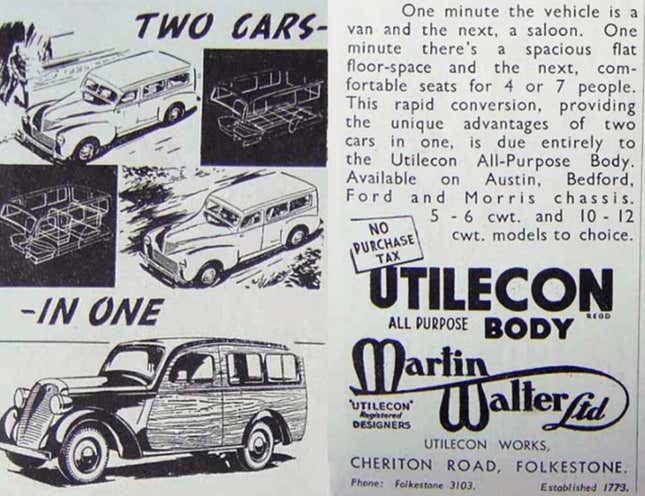 TWO CARS-
-IN ONE
One minute the vehicle is a
van and the next, a saloon. One
minute there's a spacious flat
floor-space and the next, com-
fortable seats for 4 or 7 people.
This rapid conversion, providing
the unique advantages of two
cars in one, is due entirely to
the Utilecon All-Purpose Body.
Available on Austin, Bedford,
Ford and Morris chassis.
5 - 6 cwt. and 10 - 12
cwt. models to choice.
NO
PURCHASE
TAX
UTILECON
REGD
ALL PURPOSE BODY
Martin
Walter Ltd
"UTILECON"
Registered
DESIGNERS
UTILECON WORKS,
CHERITON ROAD, FOLKESTONE.
Phone: Folkestone 3103. Established 1773.